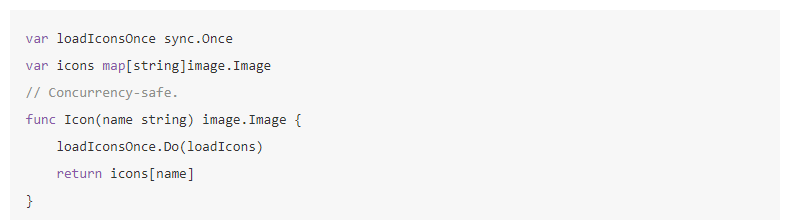 var loadIconsOnce sync.Once
var icons map[string]image.Image
// Concurrency-safe.
func Icon(name string) image.Image {
    loadIconsOnce.Do(loadIcons)
    return icons[name]
}